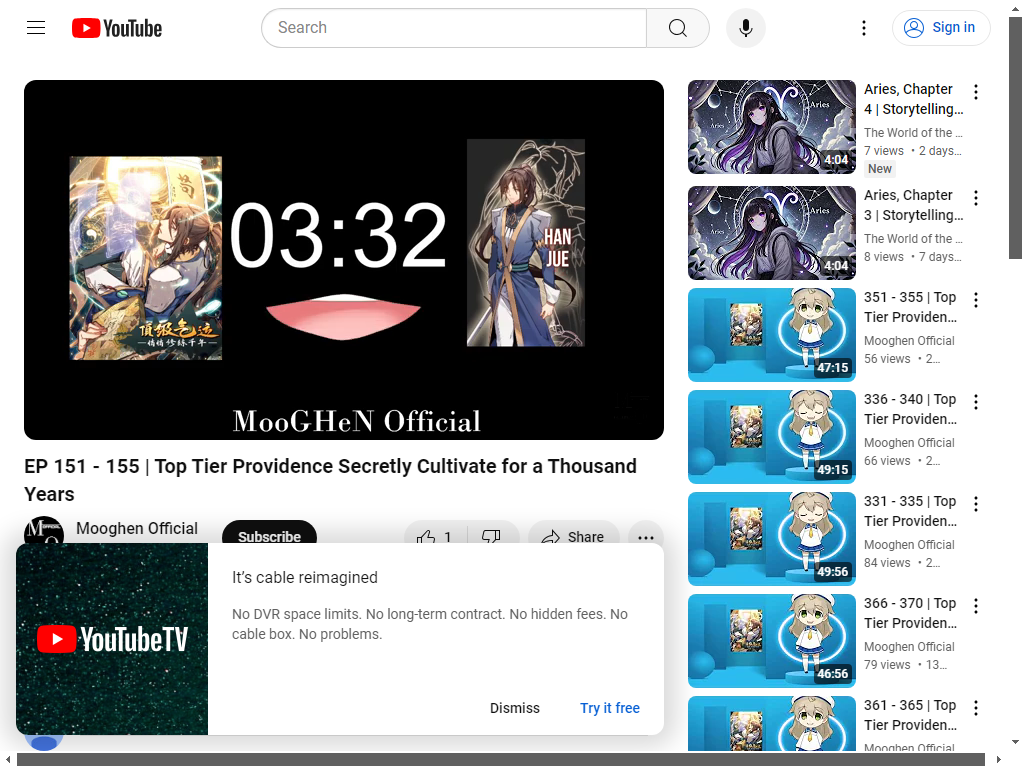 YouTube
Search
Sign in
頂級气运
悄悄修练千年
03:32
HAN
JUE
MooGHeN Official
EP 151 - 155 | Top Tier Providence Secretly Cultivate for a Thousand
Years
Mooghen Official
Subscribe
1
Share
YouTubeTV
It’s cable reimagined
No DVR space limits. No long-term contract. No hidden fees. No
cable box. No problems.
Dismiss
Try it free
Aries
Aries
4:04
Aries, Chapter
4 | Storytelling…
The World of the …
7 views • 2 days…
New
Aries
Aries
4:04
Aries, Chapter
3 | Storytelling…
The World of the …
8 views • 7 days…
47:15
351 - 355 | Top
Tier Providen…
Mooghen Official
56 views • 2…
49:15
336 - 340 | Top
Tier Providen…
Mooghen Official
66 views • 2…
49:56
331 - 335 | Top
Tier Providen…
Mooghen Official
84 views • 2…
46:56
366 - 370 | Top
Tier Providen…
Mooghen Official
79 views • 13…
361 - 365 | Top
Tier Providen…
Mooghen Official